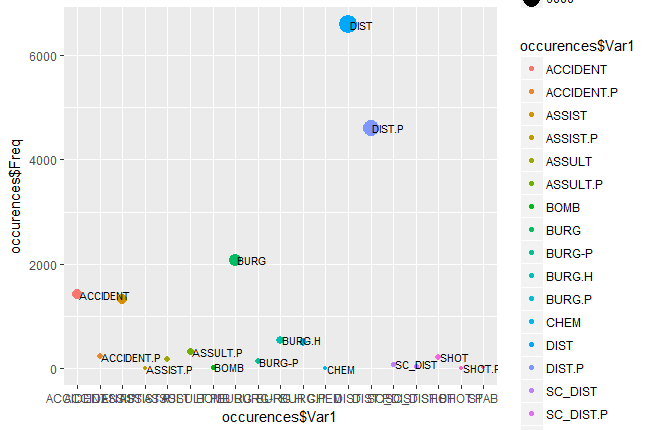 6000
occurences$Freq
4000
2000
0
DIST
DIST.P
BURG
ACCIDENT
ACCIDENT.P
ASSIST.P
ASSULT.P
BOMB
BURG-P
BURG.H
CHEM
SC_DIST
SHOT
SHOT.P
occurences$Var1
occurences$Var1
ACCIDENT
ACCIDENT.P
ASSIST
ASSIST.P
ASSULT
ASSULT.P
BOMB
BURG
BURG-P
BURG.H
BURG.P
CHEM
DIST
DIST.P
SC_DIST
SC_DIST.P